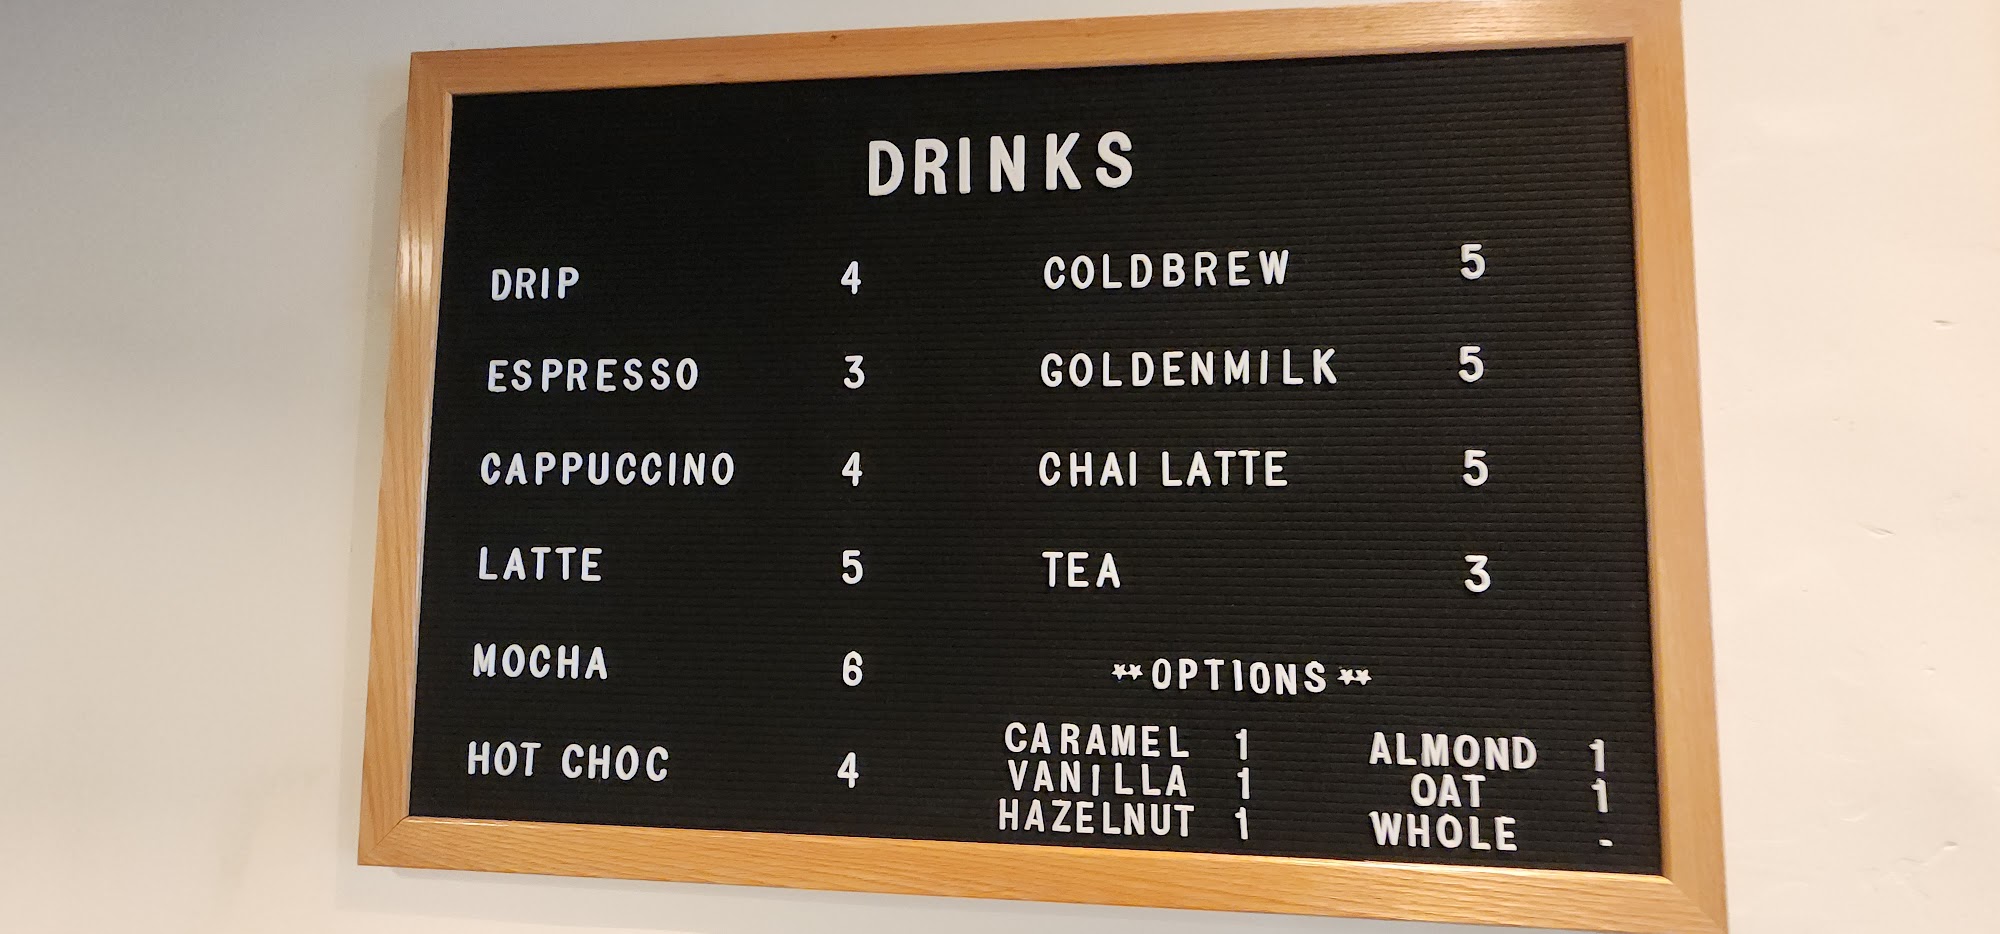 DRINKS
DRIP 4
ESPRESSO 3
CAPPUCCINO 4
LATTE 5
MOCHA 6
HOT CHOC 4
COLDBREW 5
GOLDENMILK 5
CHAI LATTE 5
TEA 3
**OPTIONS**
CARAMEL 1
VANILLA 1
HAZELNUT 1
ALMOND 1
OAT 1
WHOLE -